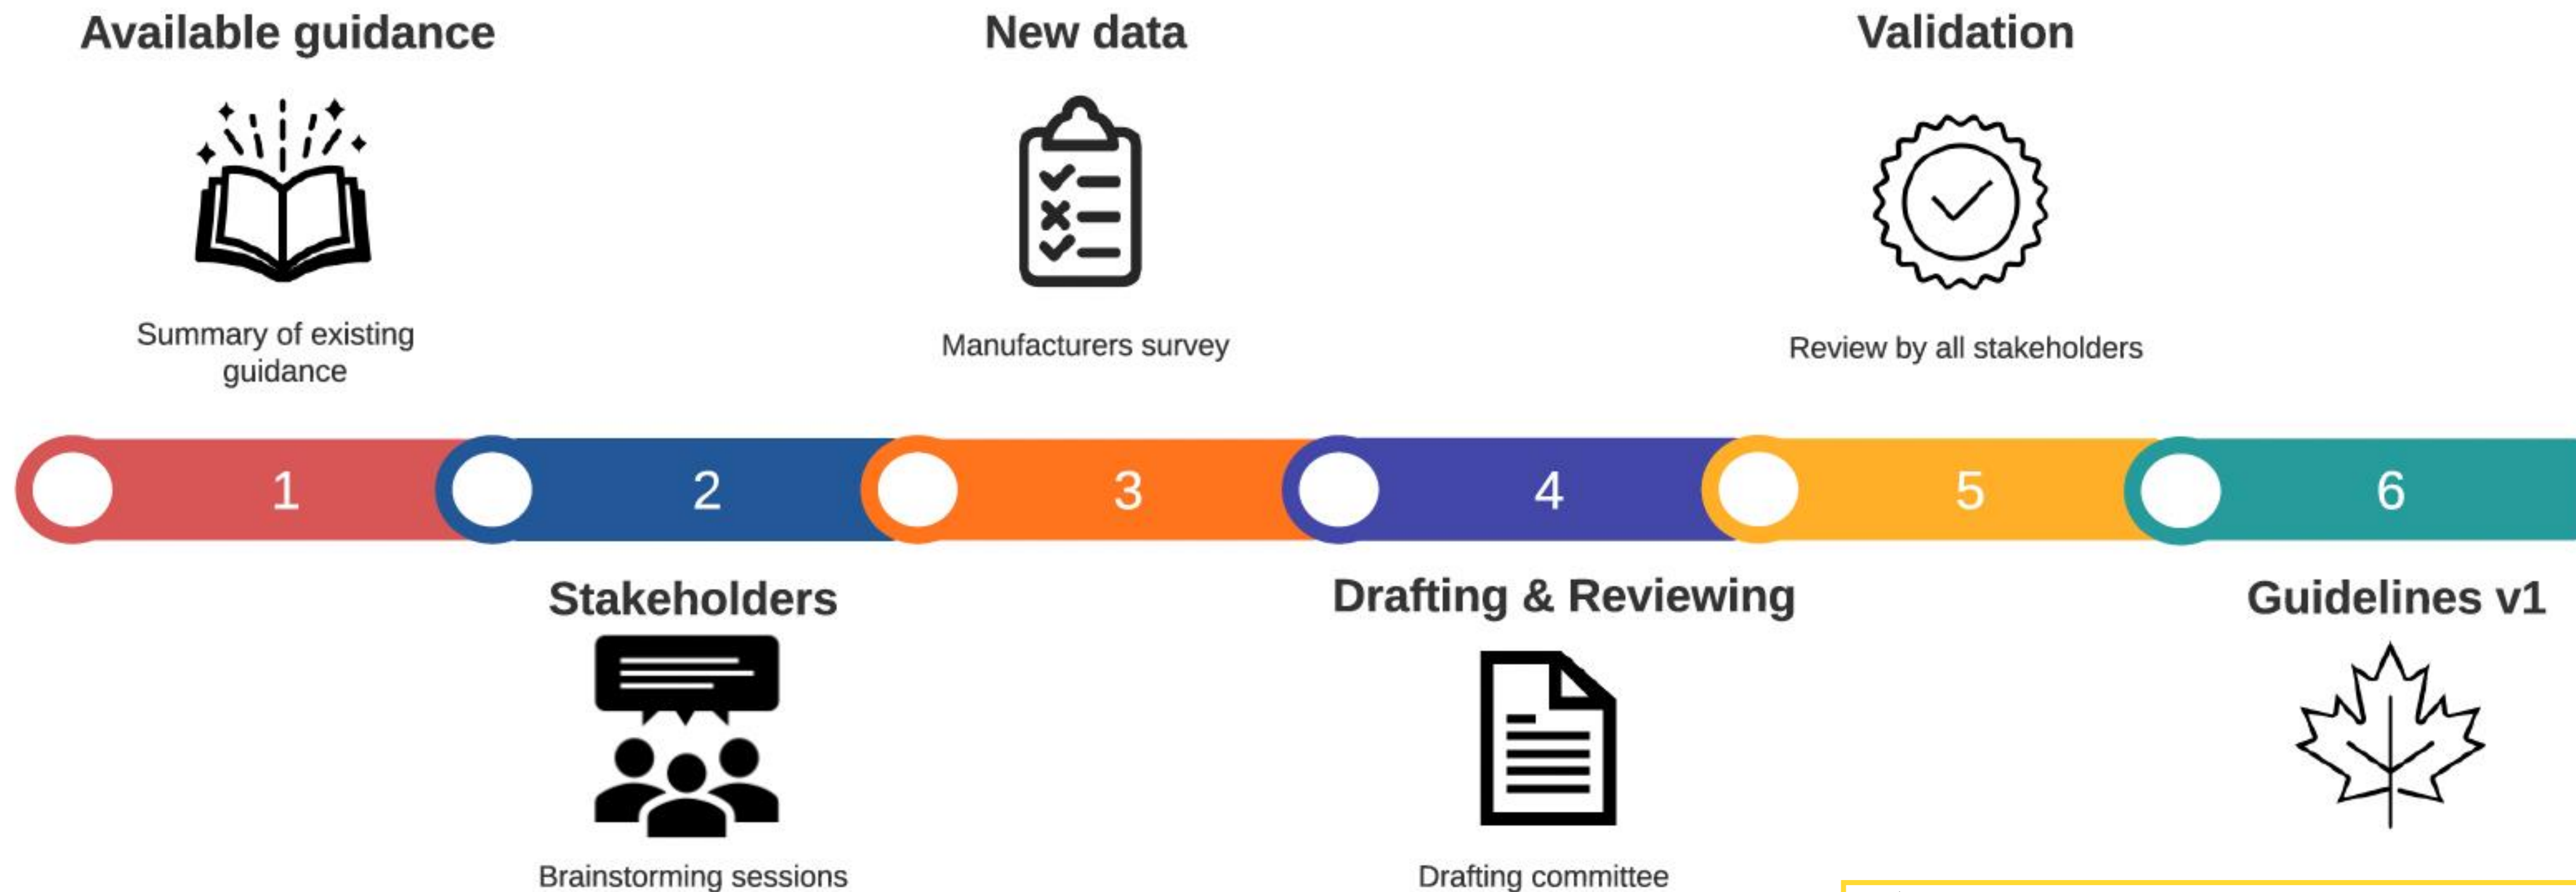 Available guidance
New data
Validation
Summary of existing
guidance
Manufacturers survey
Review by all stakeholders
1
2
3
4
5
6
Stakeholders
Drafting & Reviewing
Guidelines v1
Brainstorming sessions
Drafting committee